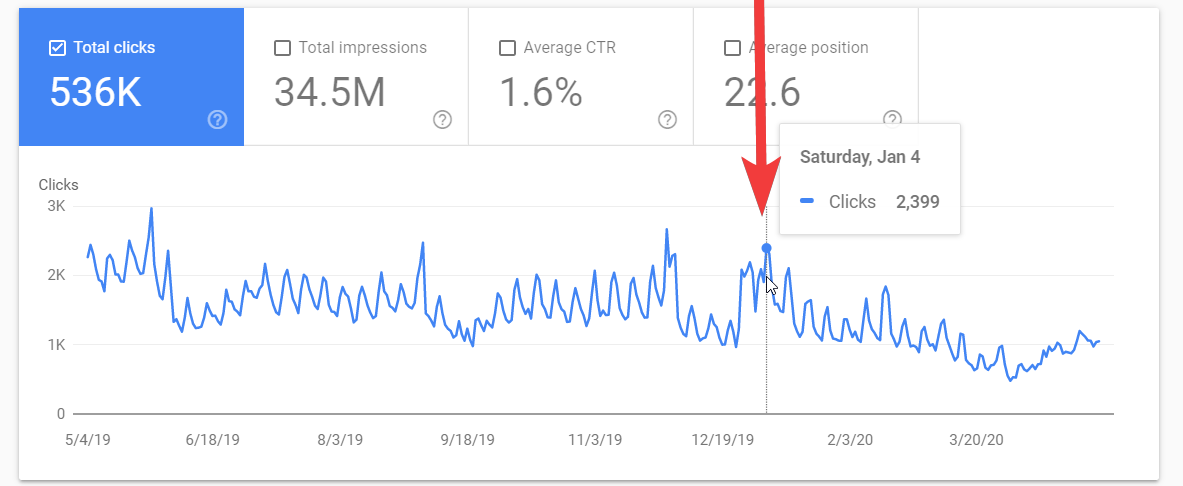 Total clicks
536K
Total impressions
34.5M
Average CTR
1.6%
Average position
22.6
Saturday, Jan 4
Clicks 2,399
Clicks
3K
2K
1K
0
5/4/19 6/18/19 8/3/19 9/18/19 11/3/19 12/19/19 2/3/20 3/20/20